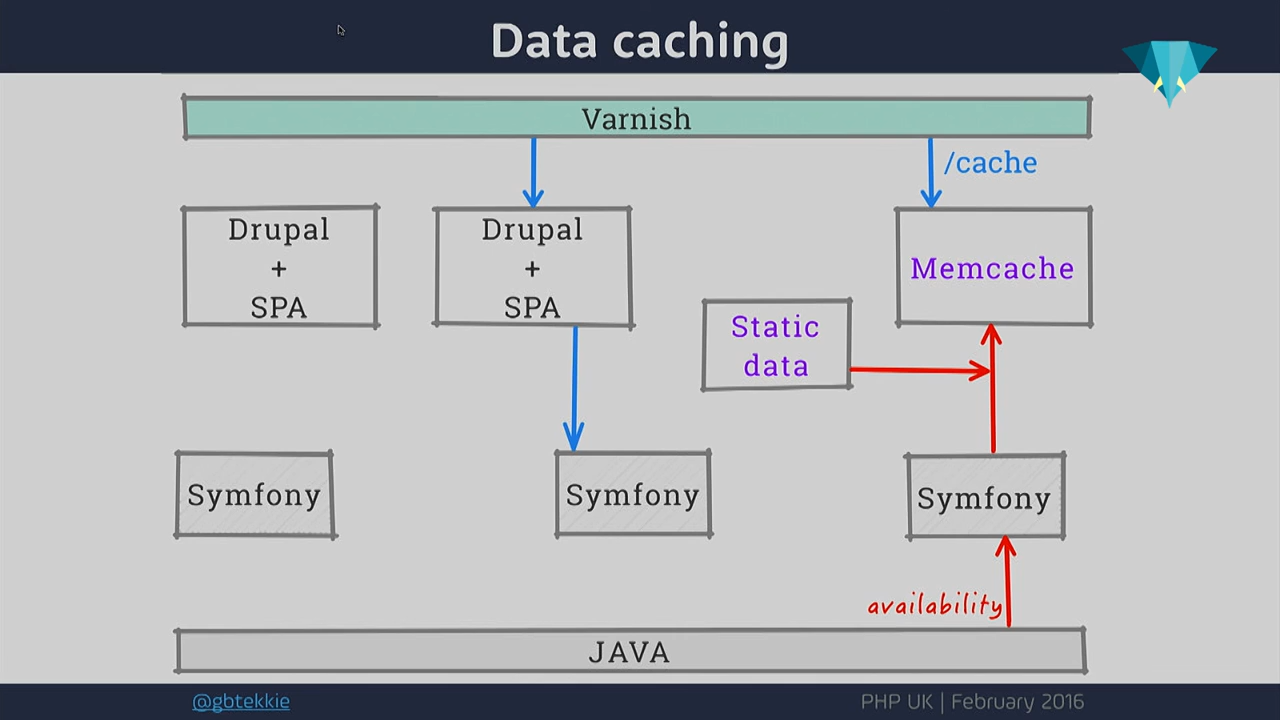 Data caching
Varnish
/cache
Drupal
+
SPA
Drupal
+
SPA
Memcache
Static
data
Symfony
Symfony
Symfony
availability
JAVA
@gbtekkie
PHP UK | February 2016